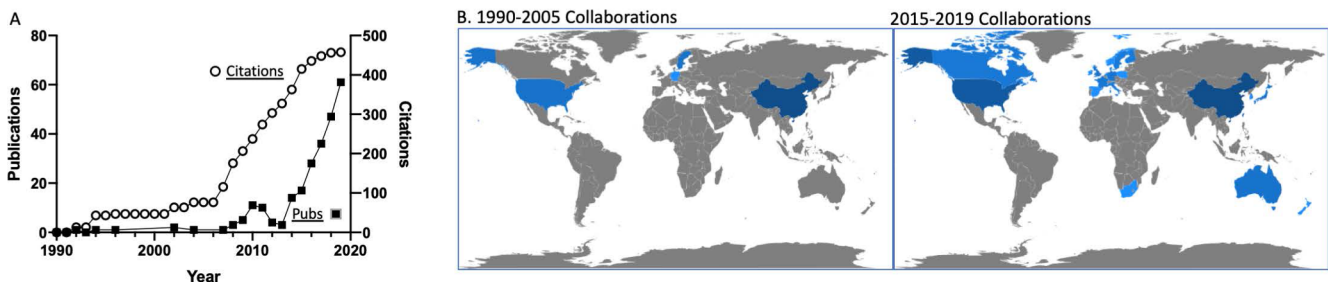 A
B. 1990-2005 Collaborations
2015-2019 Collaborations
80
60
40
20
0
Publications
500
400
300
200
100
0
Citations
Citations
Pubs
1990
2000
2010
2020
Year